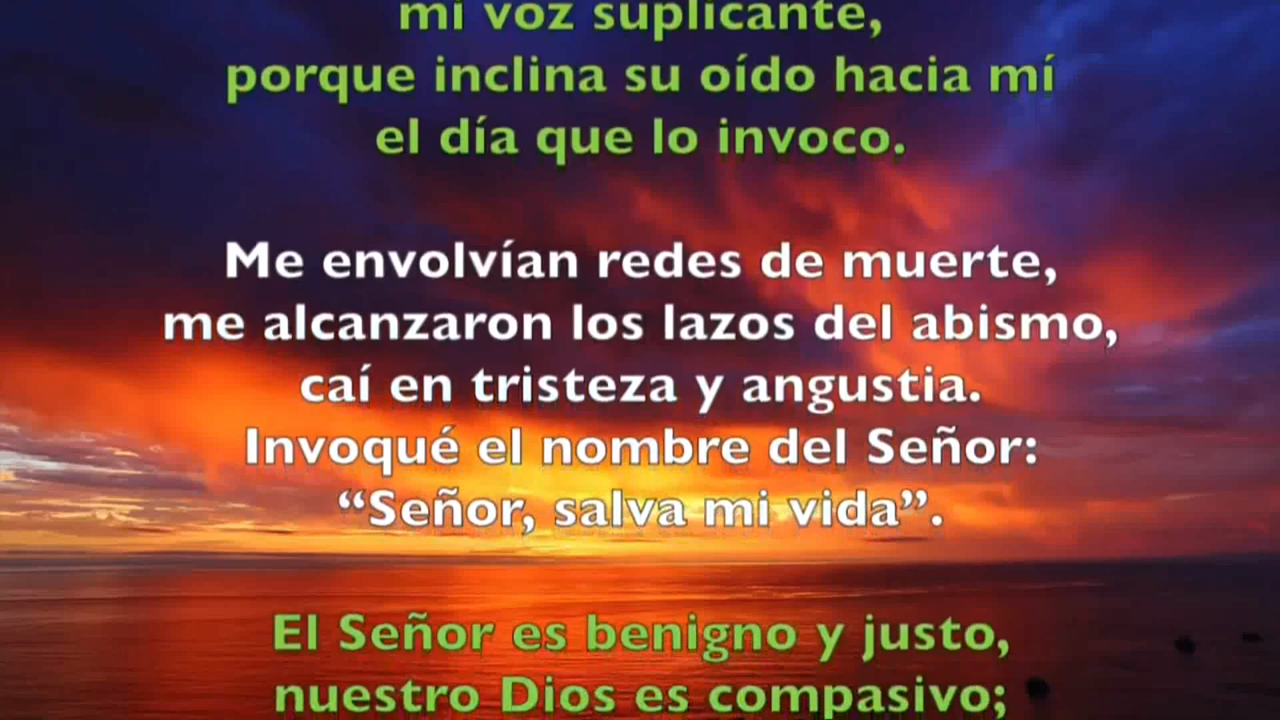 mi voz suplicante,
porque inclina su oído hacia mí
el día que lo invoco.
Me envolvían redes de muerte,
me alcanzaron los lazos del abismo,
caí en tristeza y angustia.
Invoqué el nombre del Señor:
“Señor, salva mi vida”.
El Señor es benigno y justo,
nuestro Dios es compasivo;